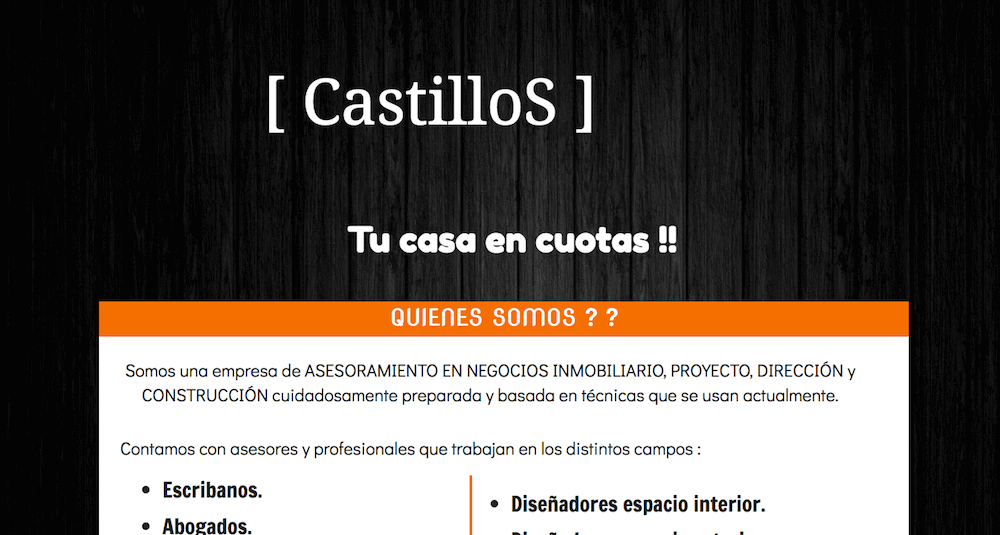 [ CastilloS ]
Tu casa en cuotas !!
QUIENES SOMOS ? ?
Somos una empresa de ASESORAMIENTO EN NEGOCIOS INMOBILIARIO, PROYECTO, DIRECCIÓN y
CONSTRUCCIÓN cuidadosamente preparada y basada en técnicas que se usan actualmente.
Contamos con asesores y profesionales que trabajan en los distintos campos :
• Escribanos.
• Abogados.
• Diseñadores espacio interior.